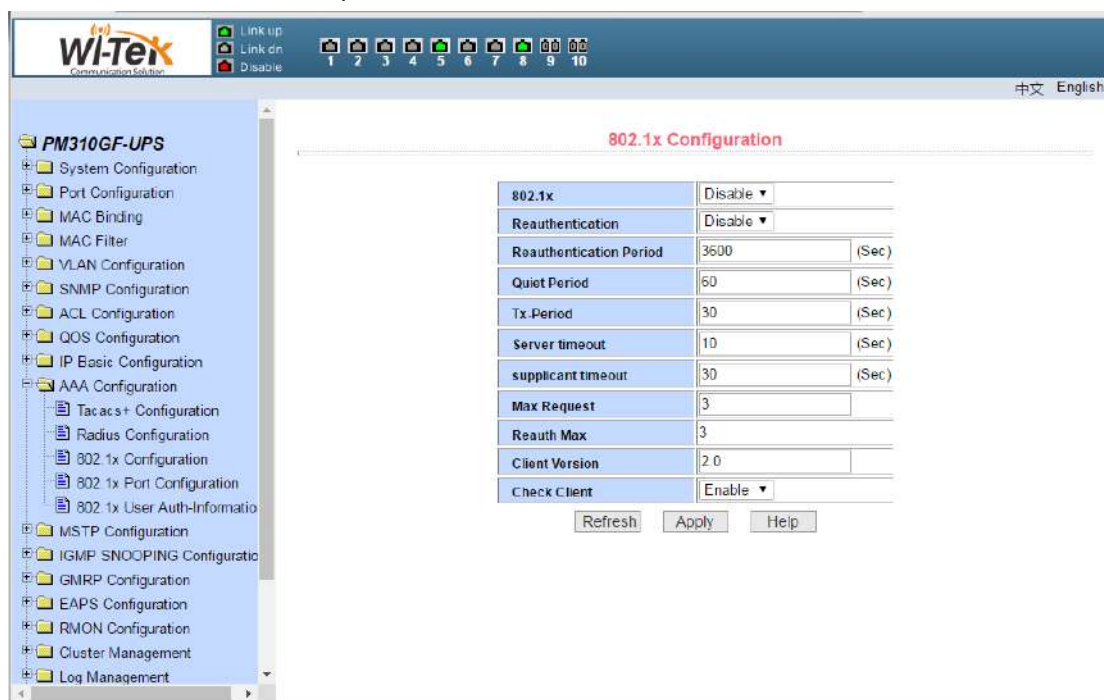 WI-TeK
Communication Solution
Link up
Link dn
Disable
1 2 3 4 5 6 7 8 9 10
中文 English
PM310GF-UPS
System Configuration
Port Configuration
MAC Binding
MAC Filter
VLAN Configuration
SNMP Configuration
ACL Configuration
QOS Configuration
IP Basic Configuration
AAA Configuration
Tacacs+ Configuration
Radius Configuration
802.1x Configuration
802.1x Port Configuration
802.1x User Auth-Informatio
MSTP Configuration
IGMP SNOOPING Configuratio
GMRP Configuration
EAPS Configuration
RMON Configuration
Cluster Management
Log Management
802.1x Configuration
802.1x Disable
Reauthentication Disable
Reauthentication Period 3600 (Sec)
Quiet Period 60 (Sec)
Tx-Period 30 (Sec)
Server timeout 10 (Sec)
supplicant timeout 30 (Sec)
Max Request 3
Reauth Max 3
Client Version 2.0
Check Client Enable
Refresh Apply Help